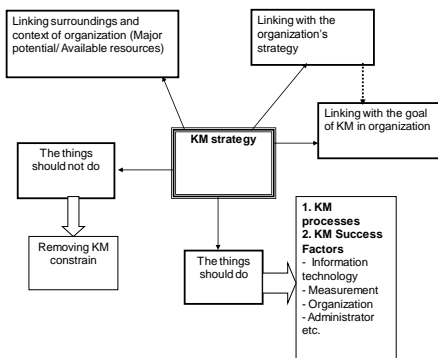 Linking surroundings and
context of organization (Major
potential/ Available resources)
Linking with the
organization's
strategy
Linking with the goal
of KM in organization
KM strategy
The things
should not do
Removing KM
constrain
The things
should do
1. KM
processes
2. KM Success
Factors
- Information
technology
- Measurement
- Organization
- Administrator
etc.